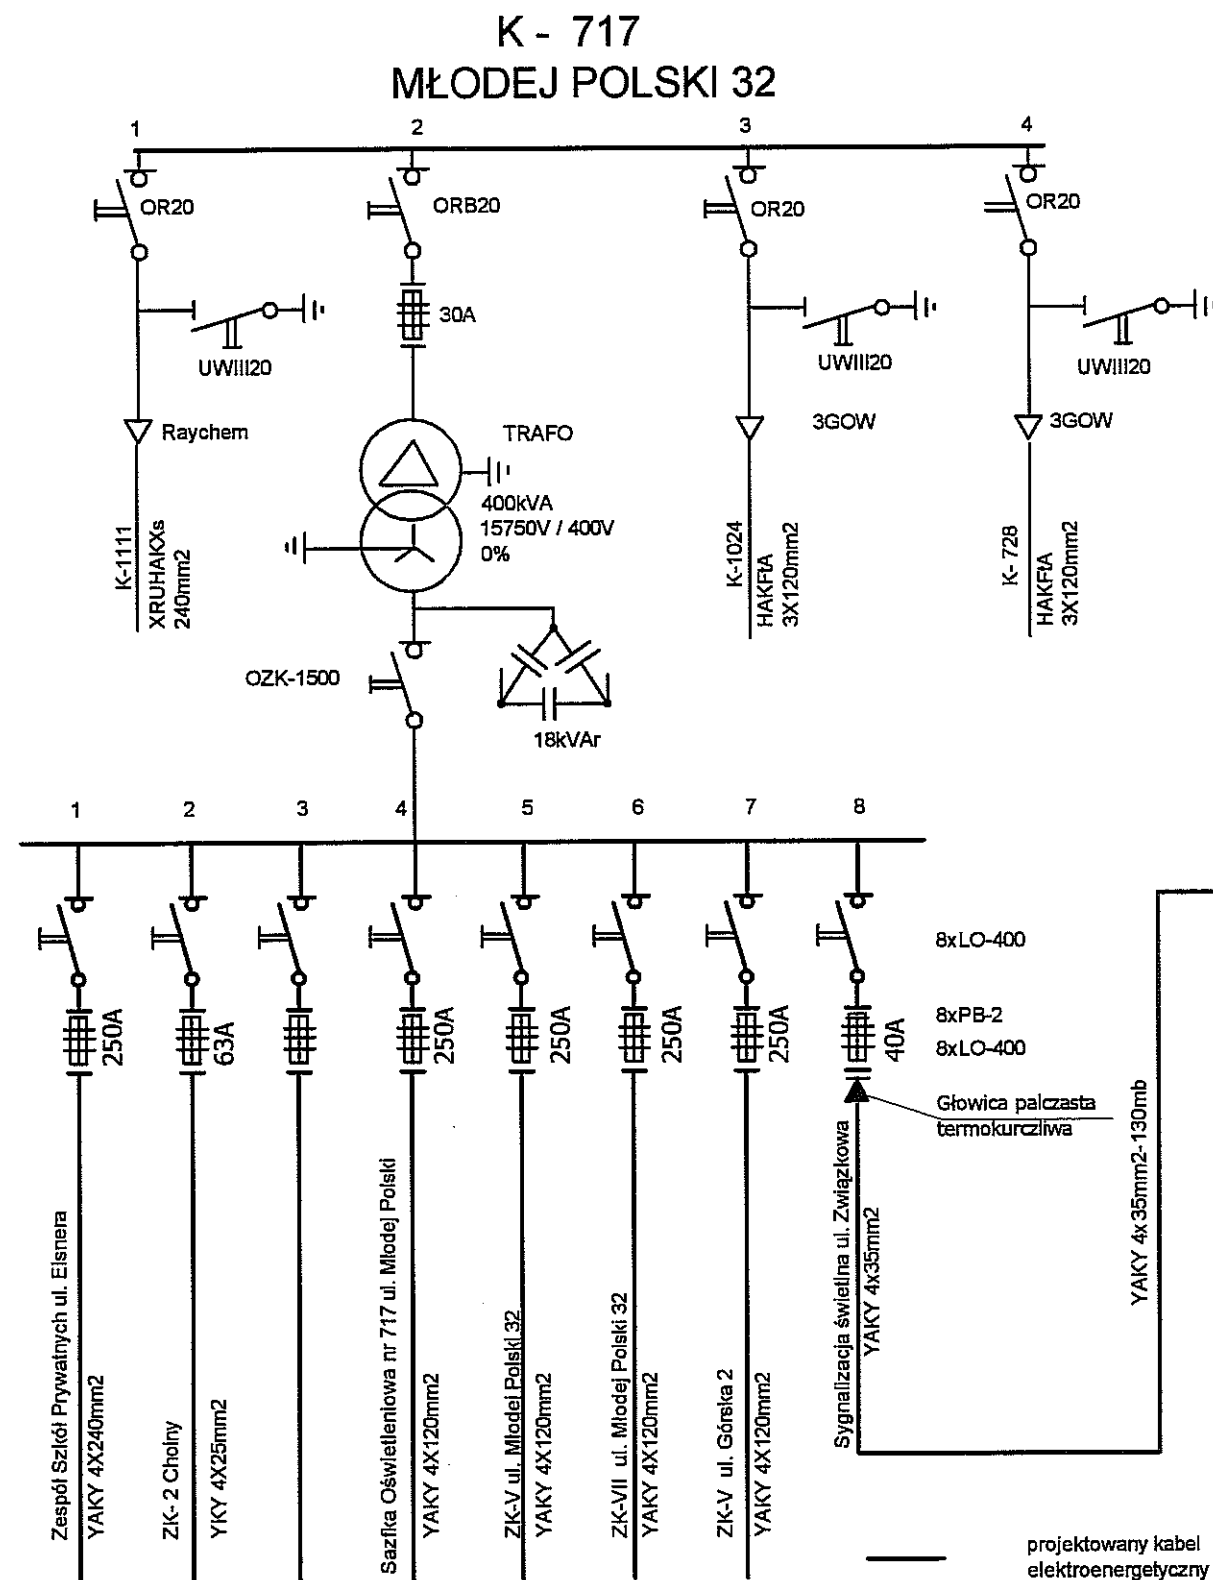 K - 717
MŁODEJ POLSKI 32
1
2
3
4
OR20
ORB20
OR20
OR20
30A
UWIII20
UWIII20
UWIII20
Raychem
TRAFO
3GOW
3GOW
400kVA
15750V / 400V
0%
K-1111
XRUHAKXs
240mm2
K-1024
HAKFtA
3X120mm2
K- 728
HAKFtA
3X120mm2
OZK-1500
18kVAr
1
2
3
4
5
6
7
8
8xLO-400
250A
63A
250A
250A
250A
250A
40A
8xPB-2
8xLO-400
Głowica palczasta
termokurczliwa
Zespół Szkół Prywatnych ul. Elsnera
YAKY 4X240mm2
ZK- 2 Cholny
YKY 4X25mm2
Sazfka Oświetleniowa nr 717 ul. Młodej Polski
YAKY 4X120mm2
ZK-V ul. Młodej Polski 32
YAKY 4X120mm2
ZK-VII ul. Młodej Polski 32
YAKY 4X120mm2
ZK-V ul. Górska 2
YAKY 4X120mm2
Sygnalizacja świetlna ul. Związkowa
YAKY 4x35mm2
YAKY 4x35mm2-130mb
projektowany kabel
elektroenergetyczny